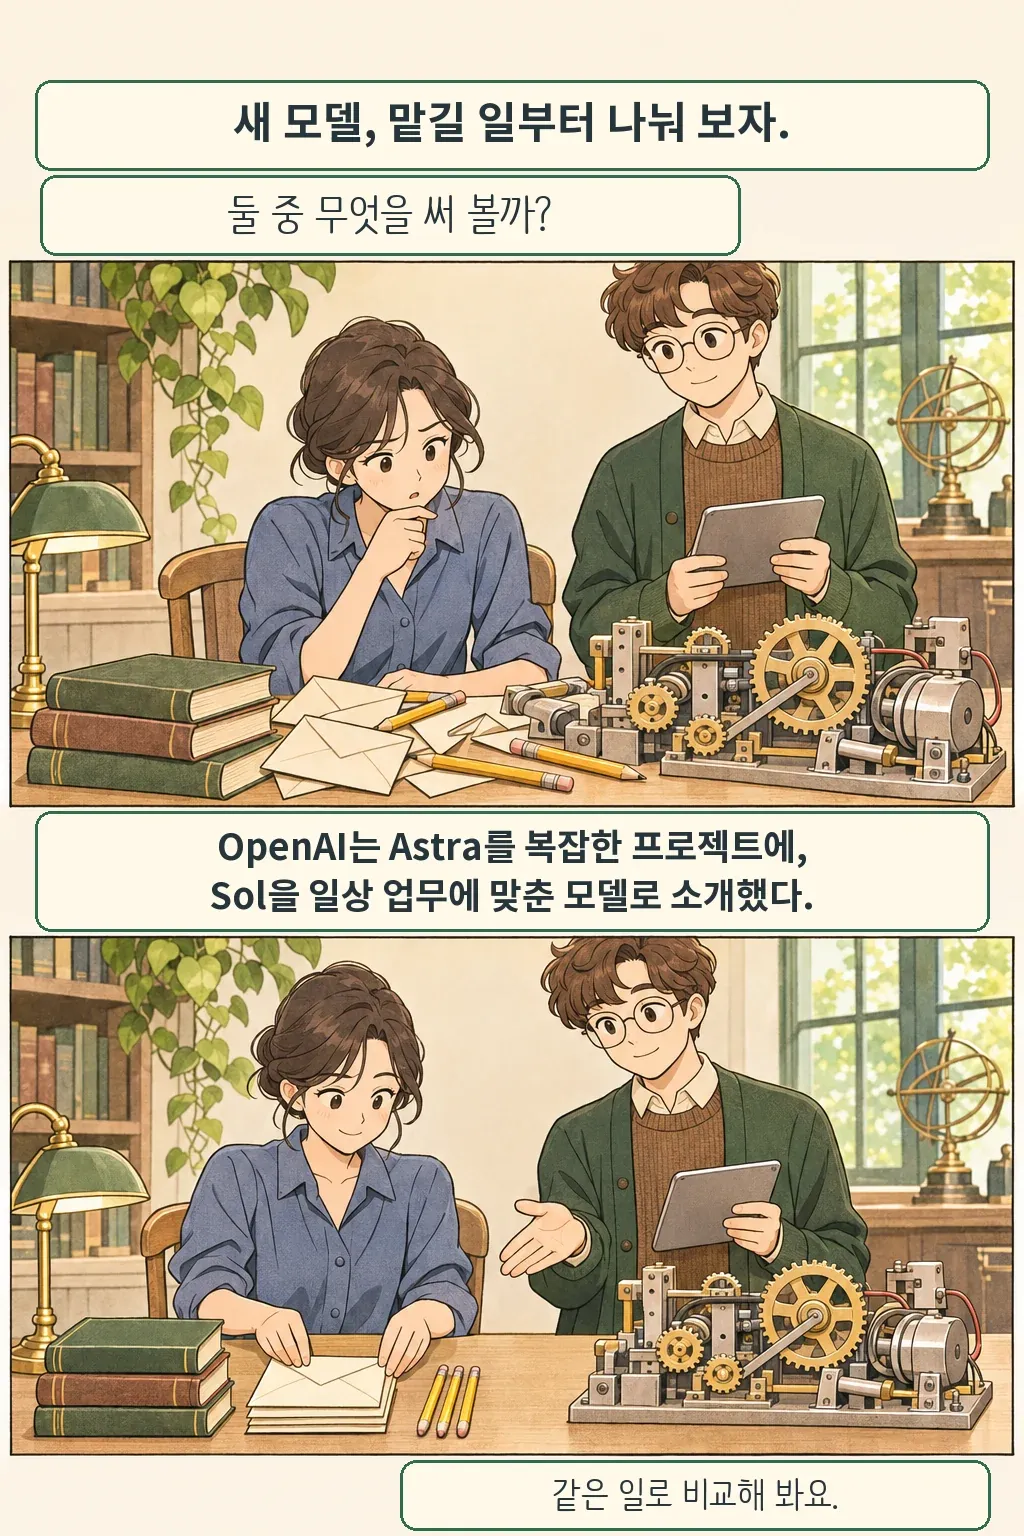 새 모델, 맡길 일부터 나눠 보자.
둘 중 무엇을 써 볼까?
OpenAI는 Astra를 복잡한 프로젝트에,
Sol을 일상 업무에 맞춘 모델로 소개했다.
같은 일로 비교해 봐요.